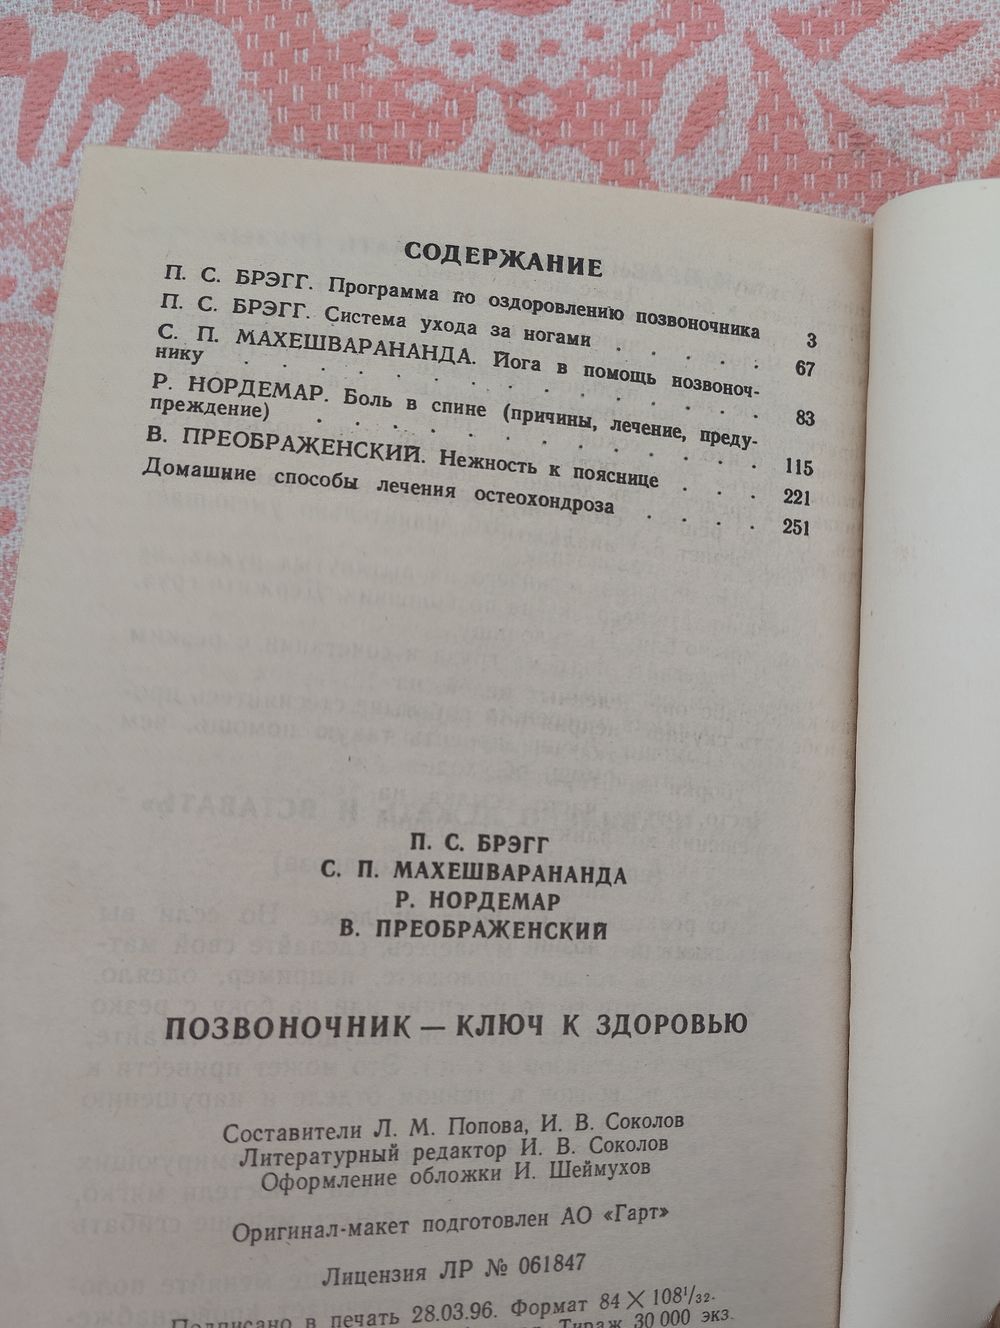 СОДЕРЖАНИЕ
П. С. БРЭГГ. Программа по оздоровлению позвоночника 3
П. С. БРЭГГ. Система ухода за ногами . . . . . 67
С. П. МАХЕШВАРАНАНДА. Йога в помощь нозвоноч-
нику . . . . . . . . . . . . . 83
Р. НОРДЕМАР. Боль в спине (причины, лечение, преду-
преждение) . . . . . . . . . . . 115
В. ПРЕОБРАЖЕНСКИЙ. Нежность к пояснице . . . 221
Домашние способы лечения остеохондроза . . . . 251
П. С. БРЭГГ
С. П. МАХЕШВАРАНАНДА
Р. НОРДЕМАР
В. ПРЕОБРАЖЕНСКИЙ
ПОЗВОНОЧНИК — КЛЮЧ К ЗДОРОВЬЮ
Составители Л. М. Попова, И. В. Соколов
Литературный редактор И. В. Соколов
Оформление обложки И. Шеймухов
Оригинал-макет подготовлен АО «Гарт»
Лицензия ЛР № 061847
Подписано в печать 28.03.96. Формат 84 × 108¹/₃₂.
Тираж 30 000 экз.